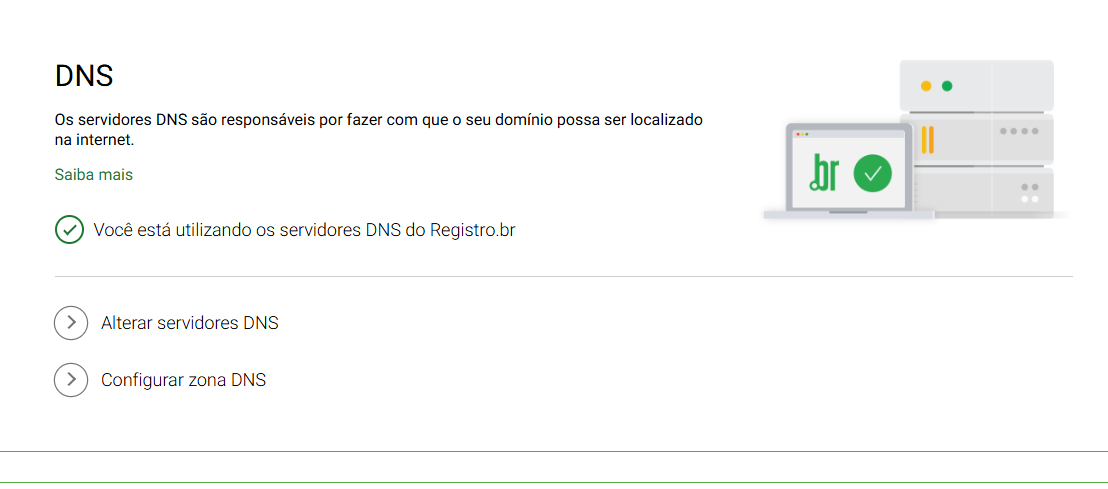 DNS
Os servidores DNS são responsáveis por fazer com que o seu domínio possa ser localizado
na internet.
Saiba mais
.br
Você está utilizando os servidores DNS do Registro.br
Alterar servidores DNS
Configurar zona DNS